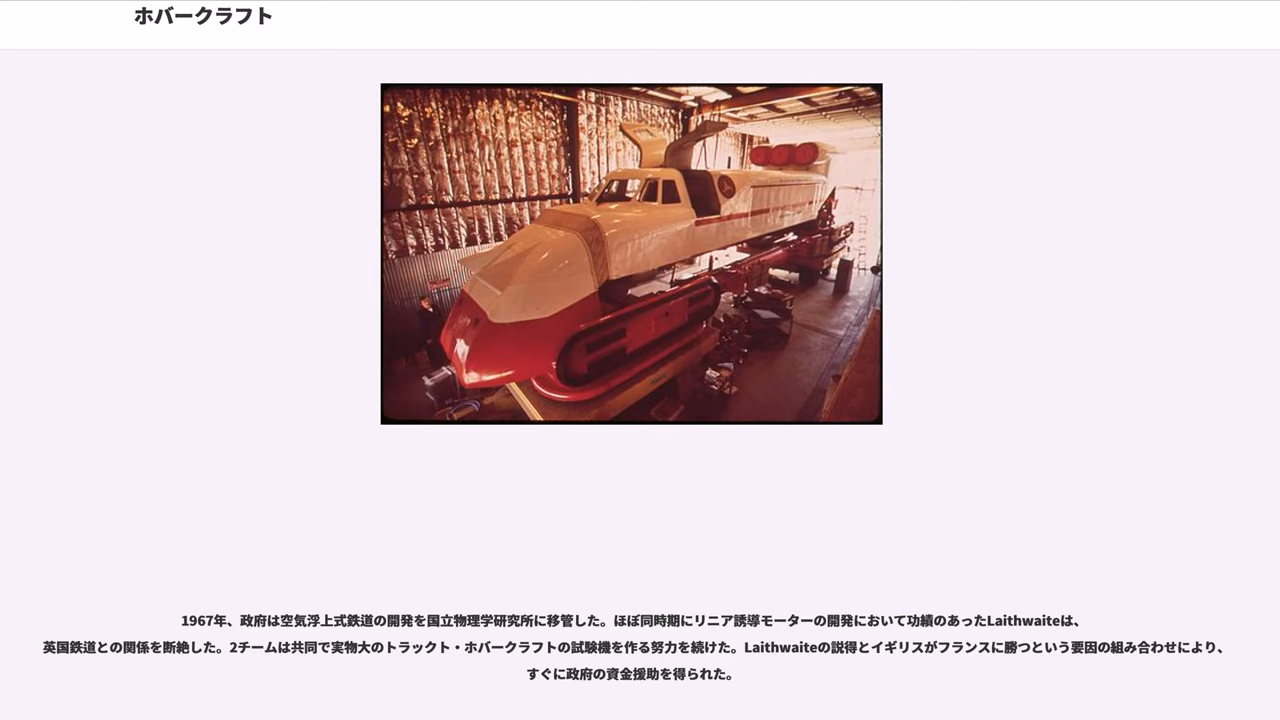 ホバークラフト
1967年、政府は空気浮上式鉄道の開発を国立物理学研究所に移管した。ほぼ同時期にリニア誘導モーターの開発において功績のあったLaithwaiteは、
英国鉄道との関係を断絶した。2チームは共同で実物大のトラックト・ホバークラフトの試験機を作る努力を続けた。Laithwaiteの説得とイギリスがフランスに勝つという要因の組み合わせにより、
すぐに政府の資金援助を得られた。